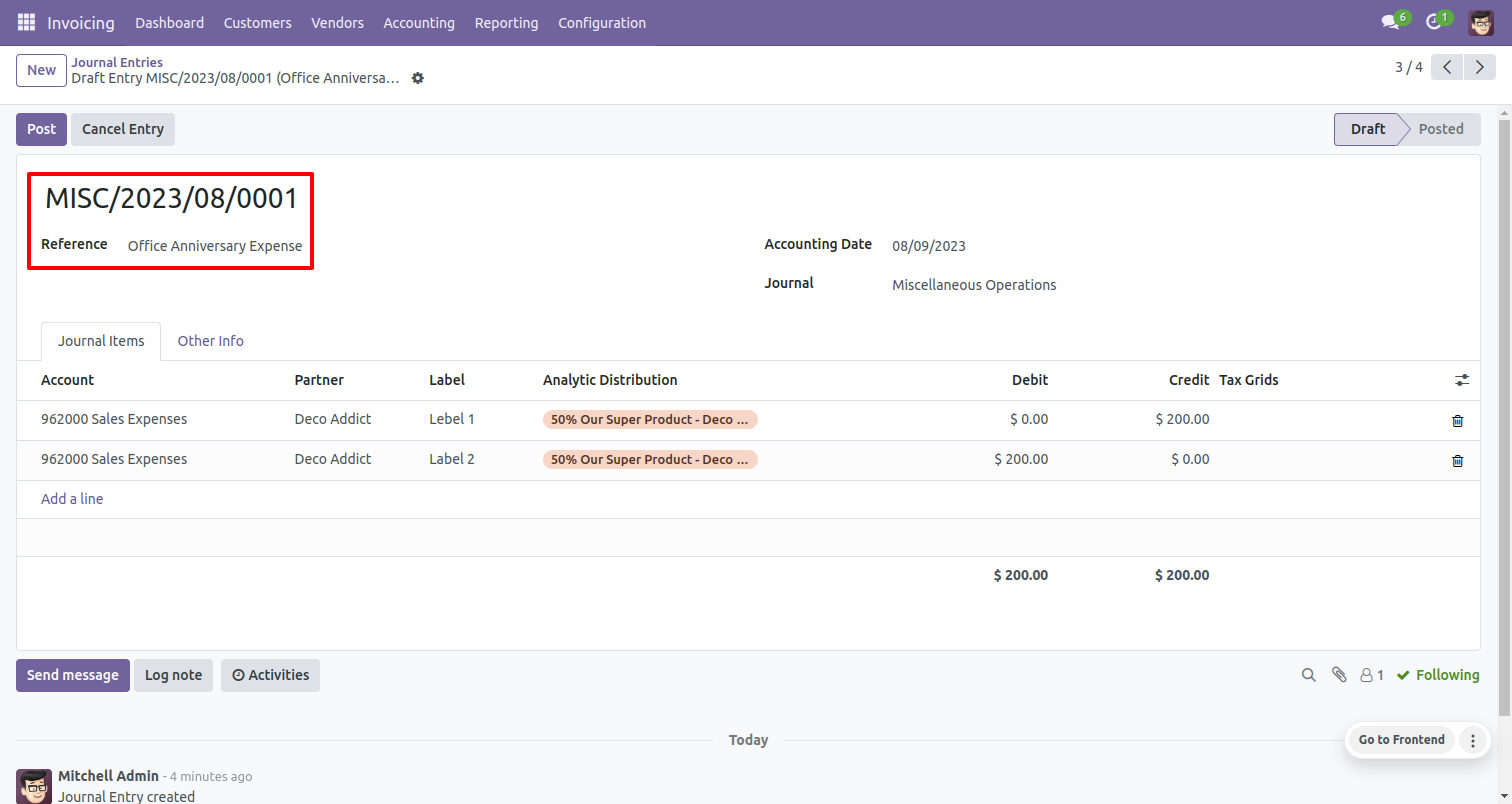 Invoicing Dashboard Customers Vendors Accounting Reporting Configuration 6 1
New Journal Entries
Draft Entry MISC/2023/08/0001 (Office Anniversa... 3 / 4
Post Cancel Entry Draft Posted
MISC/2023/08/0001
Reference Office Anniversary Expense Accounting Date 08/09/2023
Journal Miscellaneous Operations
Journal Items Other Info
Account Partner Label Analytic Distribution Debit Credit Tax Grids
962000 Sales Expenses Deco Addict Lebel 1 50% Our Super Product - Deco ... $ 0.00 $ 200.00
962000 Sales Expenses Deco Addict Label 2 50% Our Super Product - Deco ... $ 200.00 $ 0.00
Add a line
$ 200.00 $ 200.00
Send message Log note Activities 1 Following
Today
Go to Frontend
Mitchell Admin - 4 minutes ago
Journal Entry created